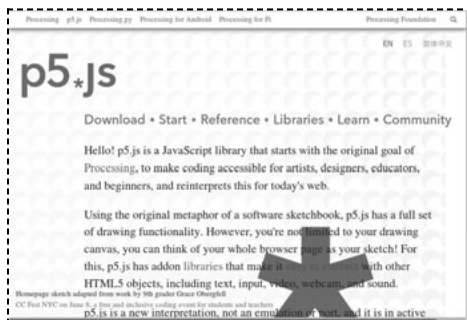 Processing p5.js Processing.py Processing for Android Processing for Pi Processing Foundation
EN ES 简体中文
p5*js
Download • Start • Reference • Libraries • Learn • Community
Hello! p5.js is a JavaScript library that starts with the original goal of
Processing, to make coding accessible for artists, designers, educators,
and beginners, and reinterprets this for today's web.
Using the original metaphor of a software sketchbook, p5.js has a full set
of drawing functionality. However, you're not limited to your drawing
canvas, you can think of your whole browser page as your sketch! For
this, p5.js has addon libraries that make it easy to interact with other
HTML5 objects, including text, input, video, webcam, and sound.
Homepage sketch adapted from work by 9th grader Grace Obergfell
CC Fest NYC on June 8, a free and inclusive coding event for students and teachers
p5.js is a new interpretation, not an emulation or port, and it is in active